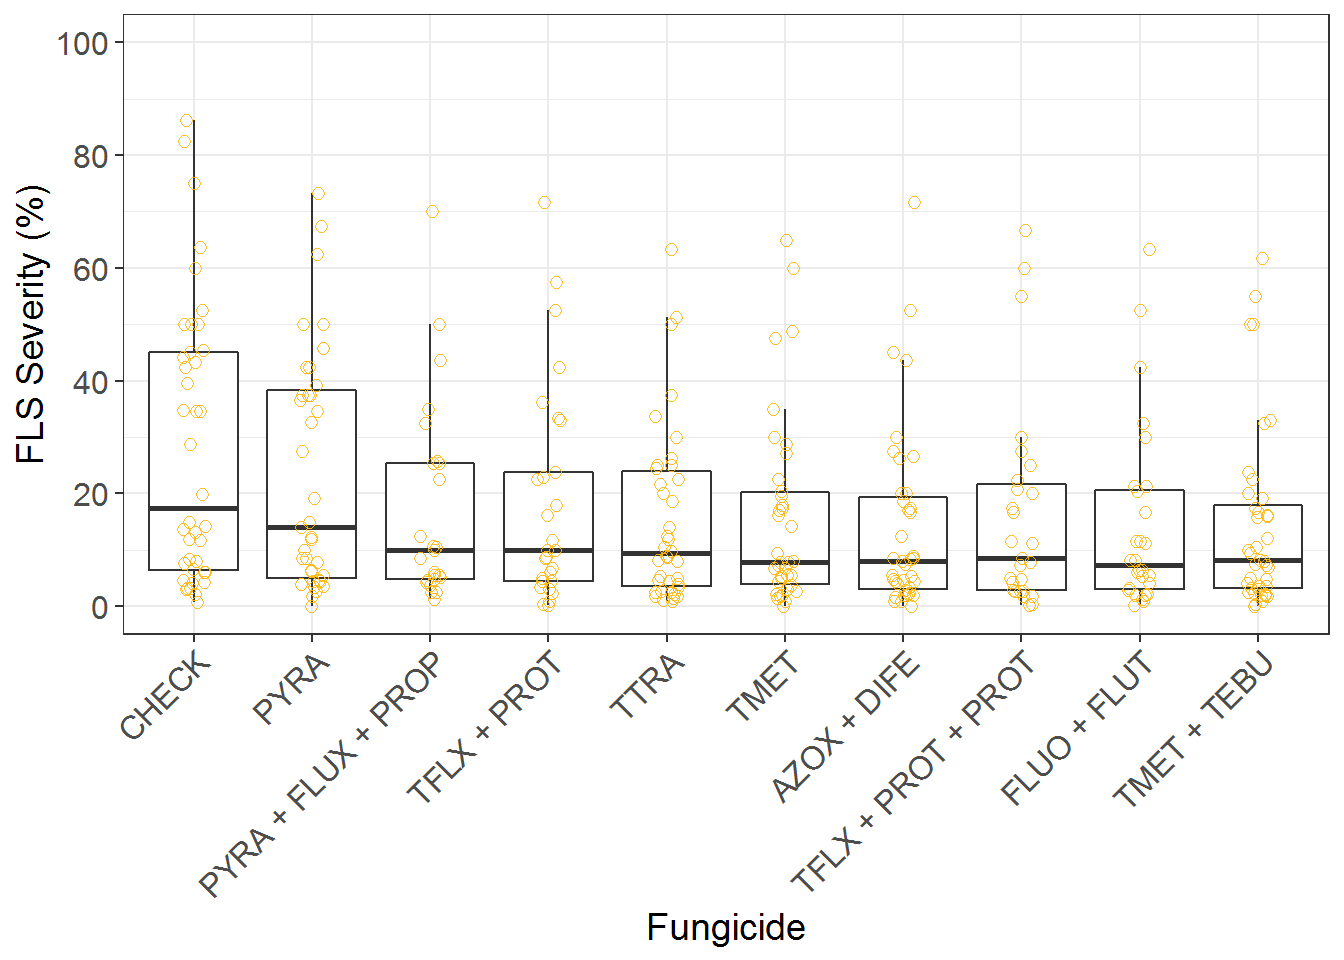 FLS Severity (%)
100
80
60
40
20
0
CHECK
PYRA
PYRA + FLUX + PROP
TFLX + PROT
TTRA
TMET
AZOX + DIFE
TFLX + PROT + PROT
FLUO + FLUT
TMET + TEBU
Fungicide